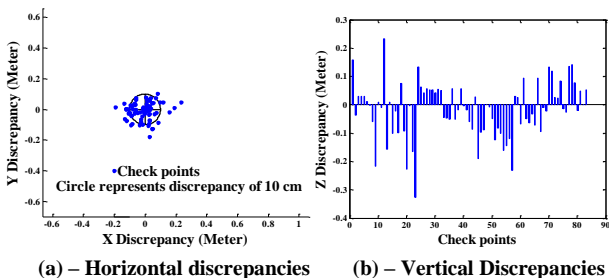 0.6
0.4
0.2
0
-0.2
-0.4
-0.6
Y Discrepancy (Meter)
Check points
Circle represents discrepancy of 10 cm
-0.6 -0.4 -0.2 0 0.2 0.4 0.6 0.8 1
X Discrepancy (Meter)
(a) – Horizontal discrepancies
0.3
0.2
0.1
0
-0.1
-0.2
-0.3
-0.4
Z Discrepancy (Meter)
0 10 20 30 40 50 60 70 80 90
Check points
(b) – Vertical Discrepancies